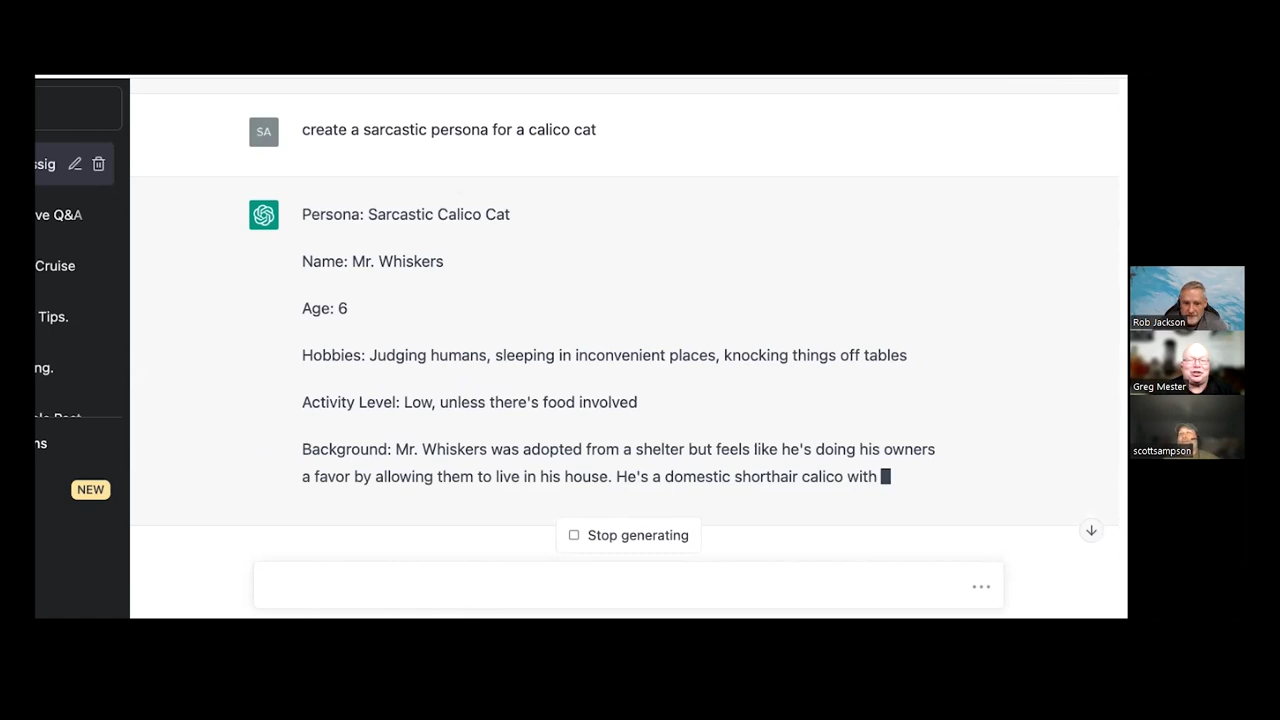 SA
create a sarcastic persona for a calico cat
ssig
ve Q&A
Cruise
Tips.
ng.
ns
NEW
Persona: Sarcastic Calico Cat
Name: Mr. Whiskers
Age: 6
Hobbies: Judging humans, sleeping in inconvenient places, knocking things off tables
Activity Level: Low, unless there's food involved
Background: Mr. Whiskers was adopted from a shelter but feels like he's doing his owners
a favor by allowing them to live in his house. He's a domestic shorthair calico with
Stop generating
Rob Jackson
Greg Mester
scottsampson